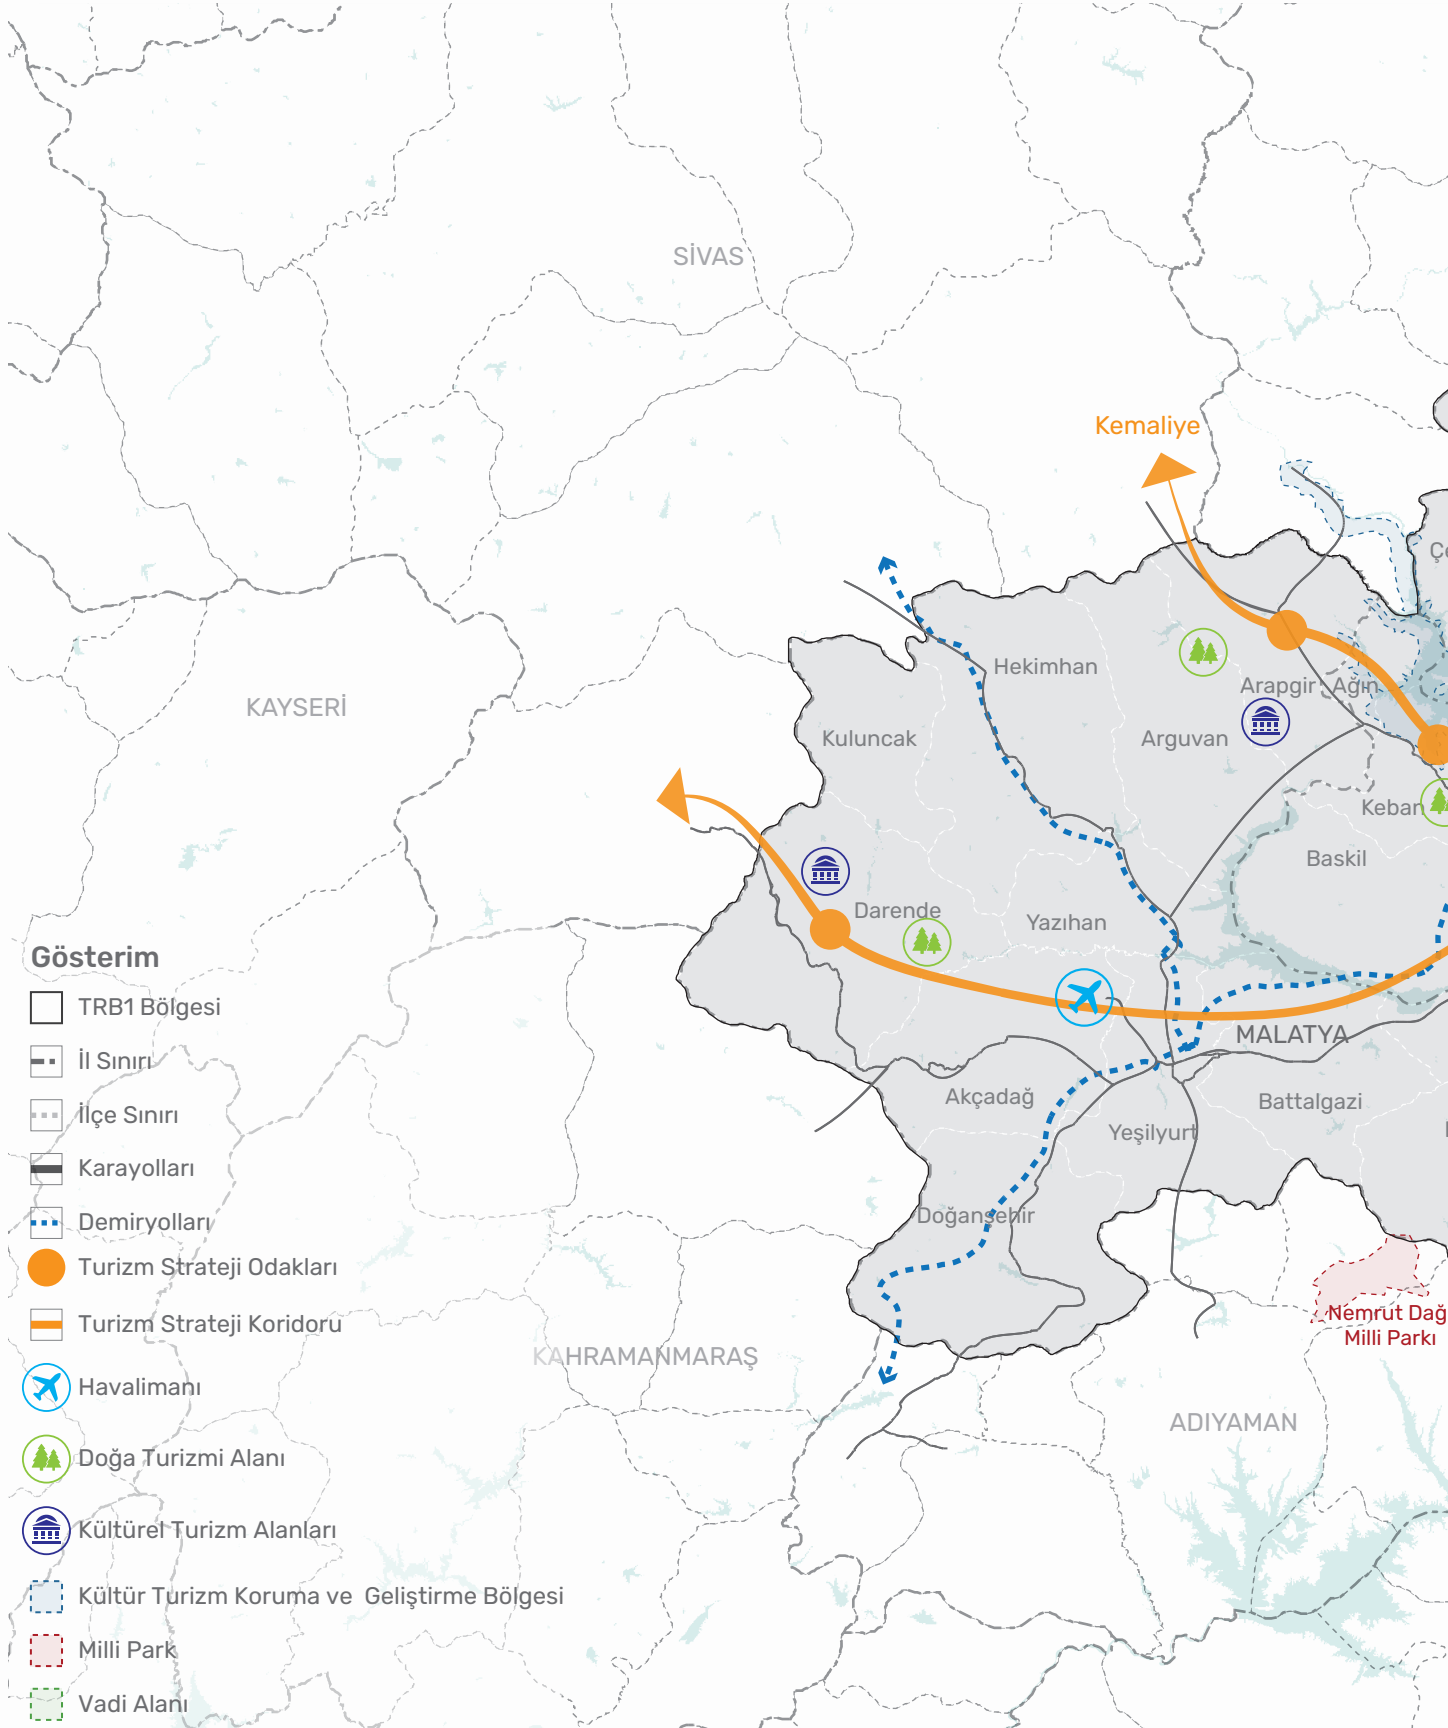 SİVAS
Kemaliye
Hekimhan
Arapgir
Ağın
KAYSERİ
Kuluncak
Arguvan
Keban
Baskil
Darende
Yazıhan
MALATYA
Akçadağ
Battalgazi
Yeşilyurt
Doğanşehir
Nemrut Dağ
Milli Parkı
KAHRAMANMARAŞ
ADIYAMAN
Gösterim
TRB1 Bölgesi
İl Sınırı
İlçe Sınırı
Karayolları
Demiryolları
Turizm Strateji Odakları
Turizm Strateji Koridoru
Havalimanı
Doğa Turizmi Alanı
Kültürel Turizm Alanları
Kültür Turizm Koruma ve Geliştirme Bölgesi
Milli Park
Vadi Alanı